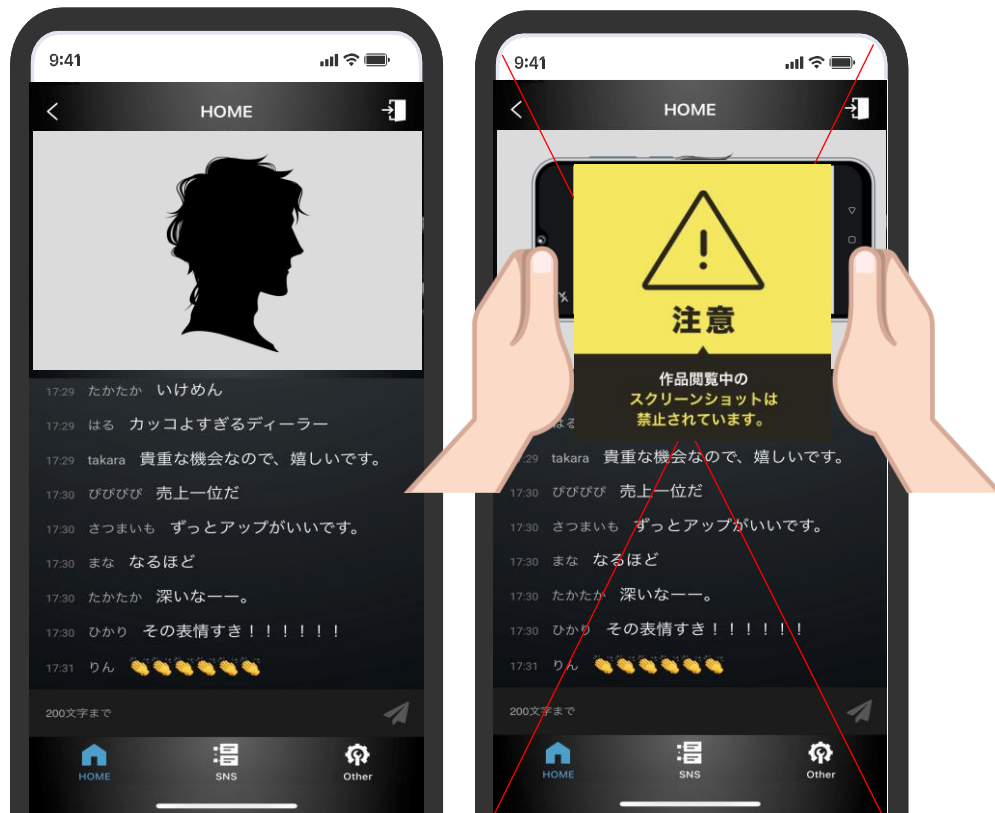 9:41
HOME
17:29 たかたか いけめん
17:29 はる カッコよすぎるディーラー
17:29 takara 貴重な機会なので、嬉しいです。
17:30 ぴぴぴぴ 売上一位だ
17:30 さつまいも ずっとアップがいいです。
17:30 まな なるほど
17:30 たかたか 深いなーー。
17:30 ひかり その表情すき！！！！！！
17:31 りん 👏👏👏👏👏👏
200文字まで
HOME SNS Other
9:41
HOME
注意
作品閲覧中の
スクリーンショットは
禁止されています。
はる
:29 takara 貴重な機会なので、嬉しいです。
17:30 ぴぴぴぴ 売上一位だ
17:30 さつまいも ずっとアップがいいです。
17:30 まな なるほど
17:30 たかたか 深いなーー。
17:30 ひかり その表情すき！！！！！！
17:31 りん 👏👏👏👏👏👏
200文字まで
HOME SNS Other